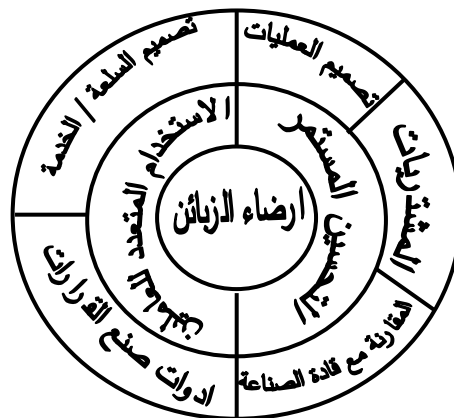 تصميم العمليات
المشتريات
المقارنة مع قادة الصناعة
ادوات صنع القرارات
تصميم السلعة / الخدمة
التحسين المستمر
الاستخدام المتعدد للعاملين
ارضاء الزبائن